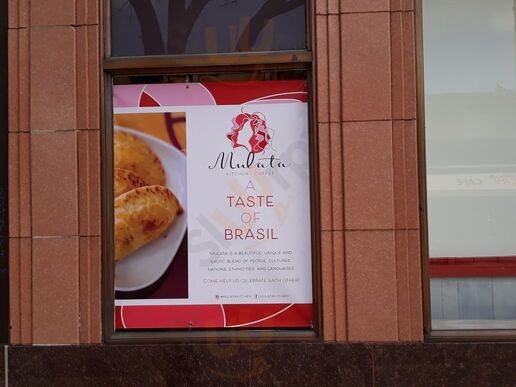 Mulata
KITCHEN + COFFEE
A
TASTE
OF
BRASIL
MULATA IS A BEAUTIFUL, UNIQUE AND
EXOTIC BLEND OF PEOPLE, CULTURES,
NATIONS, ETHNICITIES AND LANGUAGES.
COME HELP US CELEBRATE EACH OTHER!
CAFE